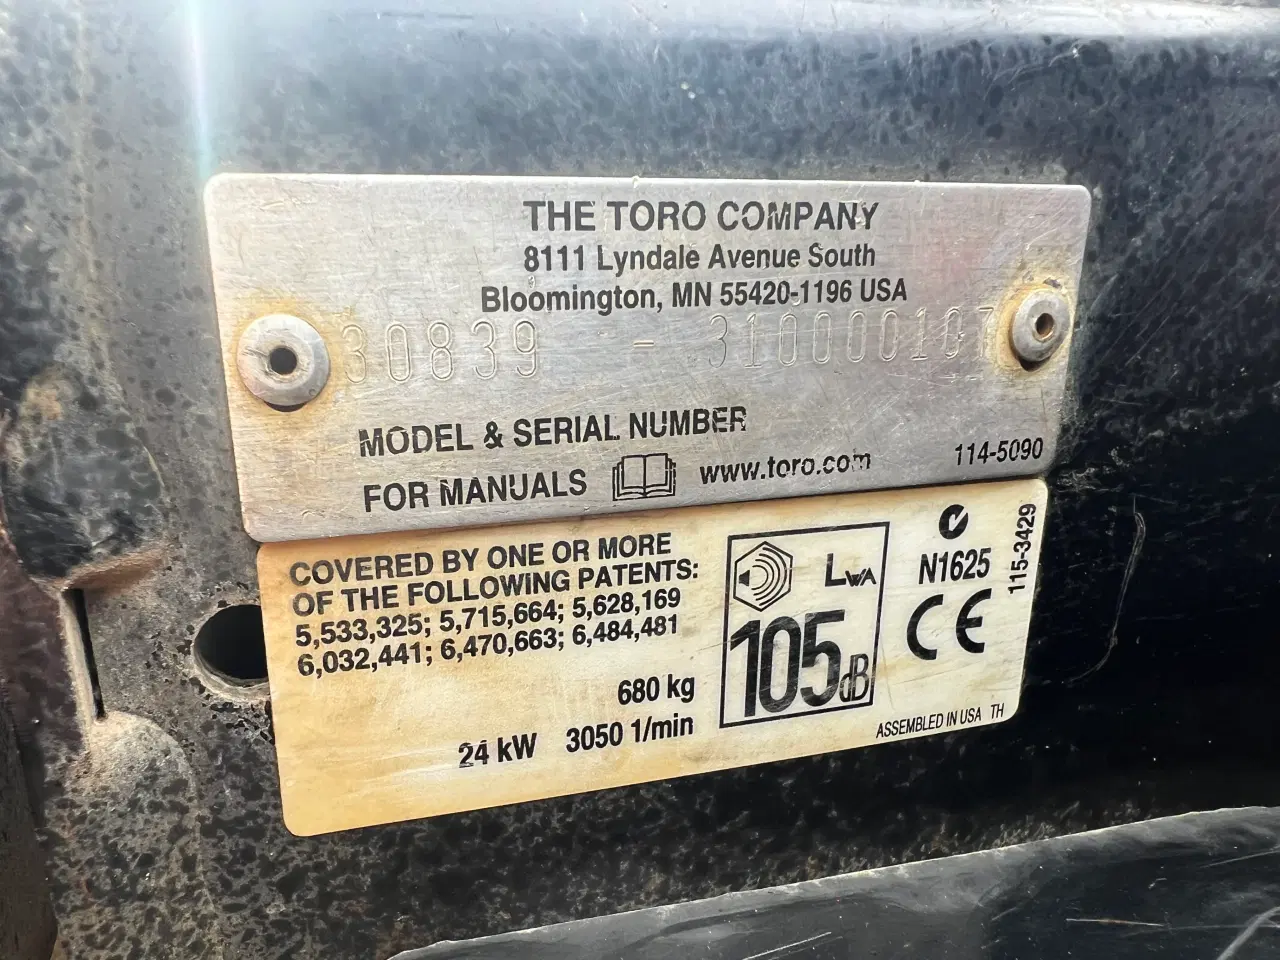 THE TORO COMPANY
8111 Lyndale Avenue South
Bloomington, MN 55420-1196 USA
30839 - 310000107
MODEL & SERIAL NUMBER
FOR MANUALS www.toro.com
114-5090
COVERED BY ONE OR MORE
OF THE FOLLOWING PATENTS:
5,533,325; 5,715,664; 5,628,169
6,032,441; 6,470,663; 6,484,481
680 kg
24 kW 3050 1/min
LWA
105dB
N1625
CE
115-3429
ASSEMBLED IN USA TH